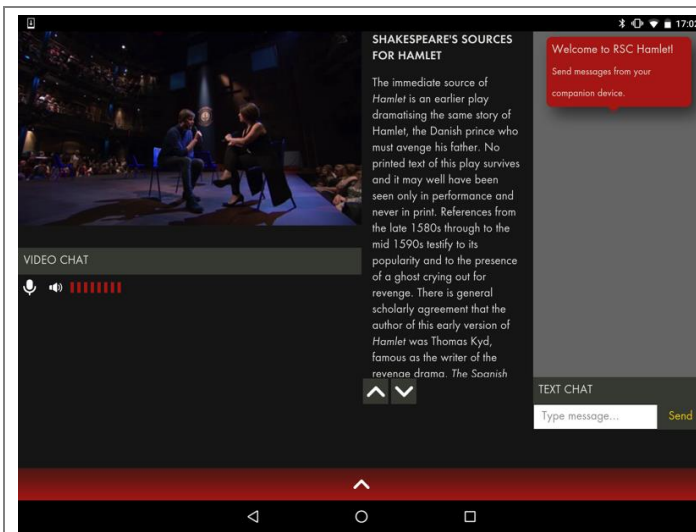 17:02
SHAKESPEARE'S SOURCES
FOR HAMLET
The immediate source of
Hamlet is an earlier play
dramatising the same story of
Hamlet, the Danish prince who
must avenge his father. No
printed text of this play survives
and it may well have been
seen only in performance and
never in print. References from
the late 1580s through to the
mid 1590s testify to its
popularity and to the presence
of a ghost crying out for
revenge. There is general
scholarly agreement that the
author of this early version of
Hamlet was Thomas Kyd,
famous as the writer of the
revenge drama, The Spanish
Welcome to RSC Hamlet!
Send messages from your
companion device.
VIDEO CHAT
TEXT CHAT
Type message...
Send